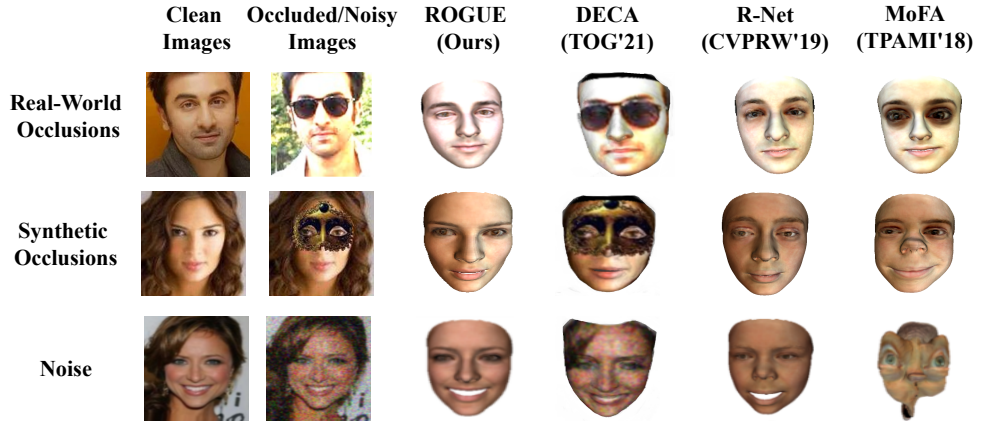 Clean Images
Occluded/Noisy Images
ROGUE (Ours)
DECA (TOG'21)
R-Net (CVPRW'19)
MoFA (TPAMI'18)
Real-World Occlusions
Synthetic Occlusions
Noise